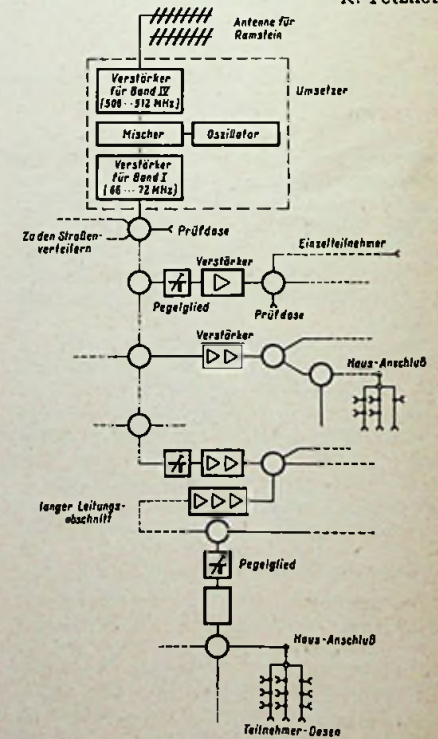 Antenne für
Ramstein
Verstärker
für Band IV
(506 ··· 512 MHz)
Umsetzer
Mischer
Oszillator
Verstärker
für Band I
(66 ··· 72 MHz)
Zu den Straßen-
verteilern
Prüfdose
Einzelteilnehmer
Verstärker
Pegelglied
Prüfdose
Verstärker
Haus-Anschluß
langer Leitungs-
abschnitt
Pegelglied
Haus-Anschluß
Teilnehmer-Dosen